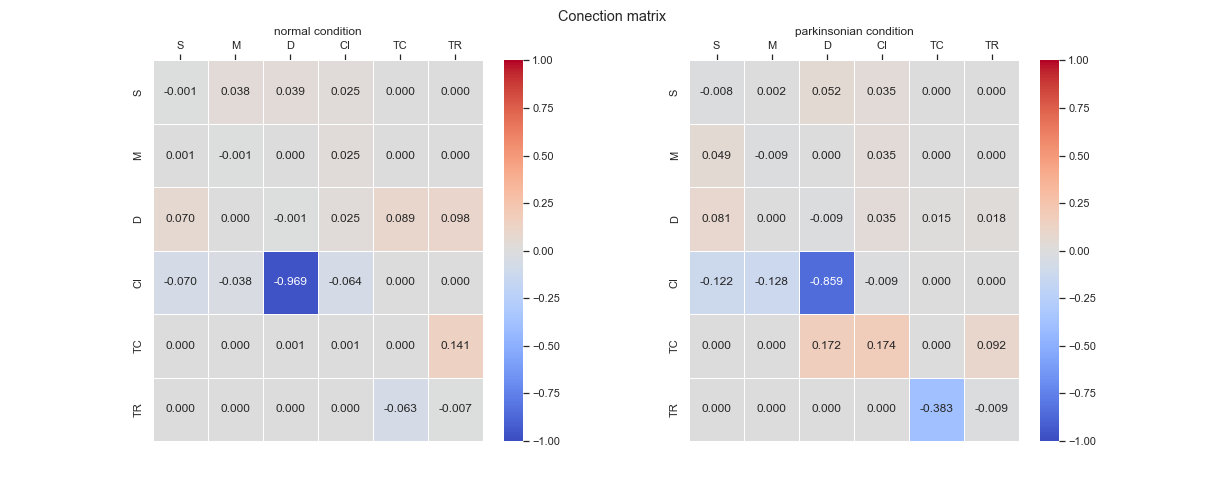 Conection matrix
normal condition
S M D CI TC TR
S -0.001 0.038 0.039 0.025 0.000 0.000
M 0.001 -0.001 0.000 0.025 0.000 0.000
D 0.070 0.000 -0.001 0.025 0.089 0.098
CI -0.070 -0.038 -0.969 -0.064 0.000 0.000
TC 0.000 0.000 0.001 0.001 0.000 0.141
TR 0.000 0.000 0.000 0.000 -0.063 -0.007
1.00
0.75
0.50
0.25
0.00
−0.25
−0.50
−0.75
−1.00
parkinsonian condition
S M D CI TC TR
S -0.008 0.002 0.052 0.035 0.000 0.000
M 0.049 -0.009 0.000 0.035 0.000 0.000
D 0.081 0.000 -0.009 0.035 0.015 0.018
CI -0.122 -0.128 -0.859 -0.009 0.000 0.000
TC 0.000 0.000 0.172 0.174 0.000 0.092
TR 0.000 0.000 0.000 0.000 -0.383 -0.009
1.00
0.75
0.50
0.25
0.00
−0.25
−0.50
−0.75
−1.00